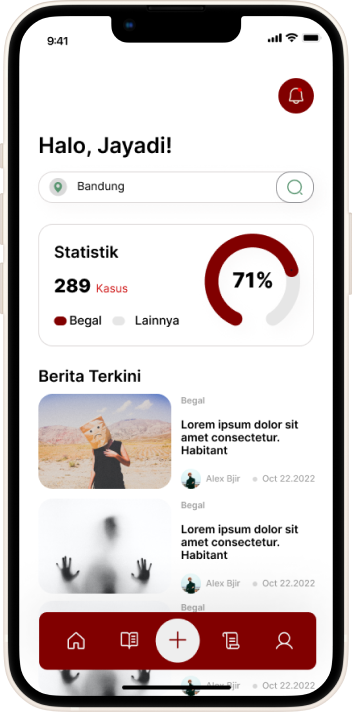 9:41
Halo, Jayadi!
Bandung
Statistik
289 Kasus
71%
Begal Lainnya
Berita Terkini
Begal
Lorem ipsum dolor sit
amet consectetur.
Habitant
Alex Bjir Oct 22.2022
Begal
Lorem ipsum dolor sit
amet consectetur.
Habitant
Alex Bjir Oct 22.2022
Begal
Alex Bjir Oct 22.2022